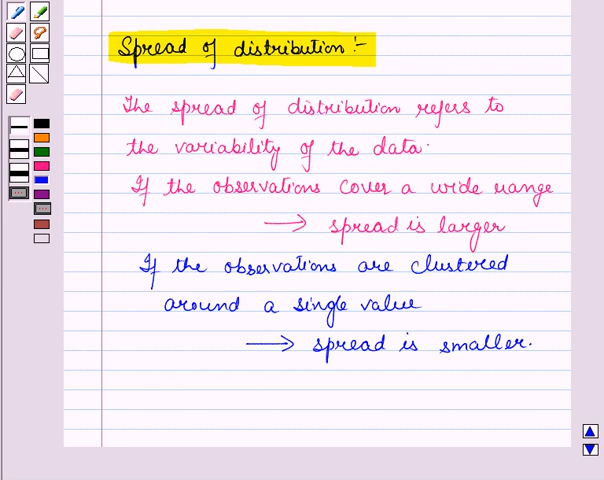 Spread of distribution :-
The spread of distribution refers to
the variability of the data.
If the observations cover a wide range
→ spread is larger
If the observations are clustered
around a single value
→ spread is smaller.